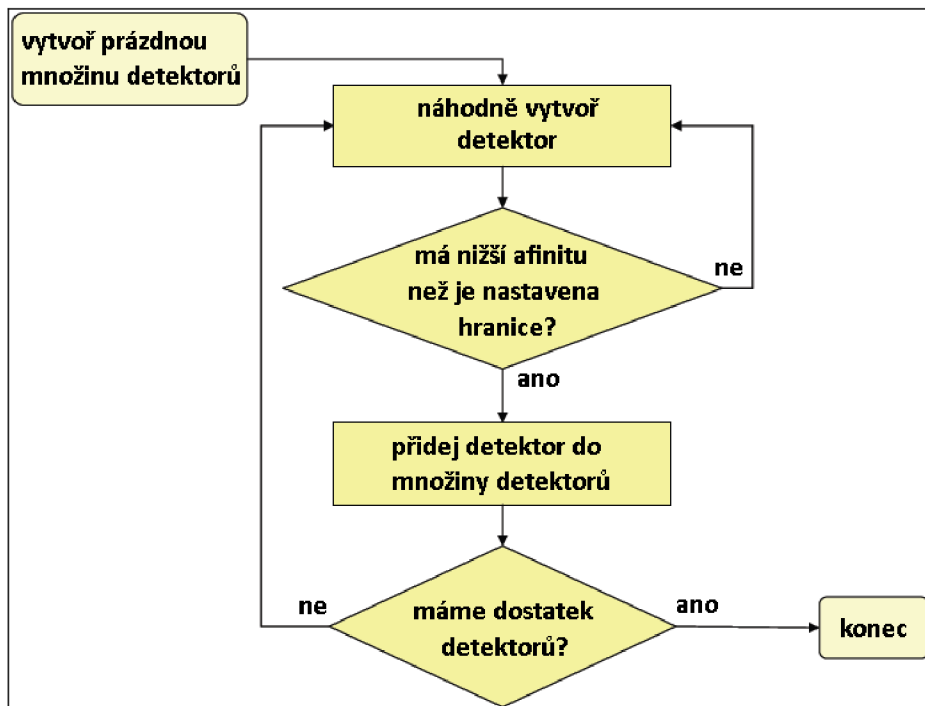 vytvoř prázdnou
množinu detektorů
náhodně vytvoř
detektor
má nižší afinitu
než je nastavena
hranice?
ne
ano
přidej detektor do
množiny detektorů
máme dostatek
detektorů?
ne
ano
konec